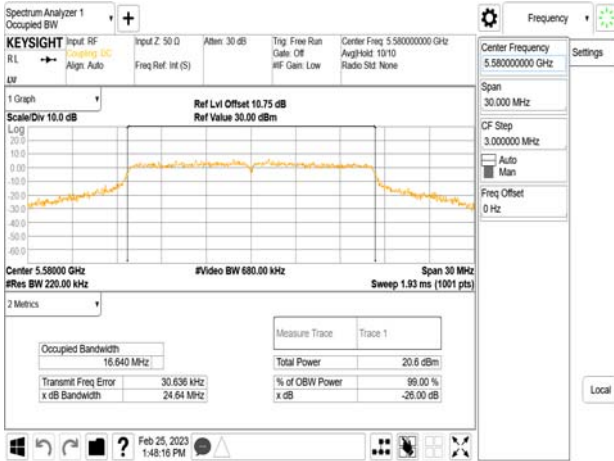 Spectrum Analyzer 1
Occupied BW
+
Frequency
KEYSIGHT
RL
Input: RF
Coupling: DC
Align: Auto
Input Z: 50 Ω
Freq Ref: Int (S)
Atten: 30 dB
Trig: Free Run
Gate: Off
#IF Gain: Low
Center Freq: 5.580000000 GHz
Avg|Hold: 10/10
Radio Std: None
Center Frequency
5.580000000 GHz
Settings
Span
30.000 MHz
CF Step
3.000000 MHz
Auto
Man
Freq Offset
0 Hz
Local
1 Graph
Scale/Div 10.0 dB
Ref Lvl Offset 10.75 dB
Ref Value 30.00 dBm
Log
20.0
10.0
0.00
-10.0
-20.0
-30.0
-40.0
-50.0
-60.0
Center 5.58000 GHz
#Res BW 220.00 kHz
#Video BW 680.00 kHz
Span 30 MHz
Sweep 1.93 ms (1001 pts)
2 Metrics
Measure Trace Trace 1
Occupied Bandwidth
16.640 MHz
Total Power 20.6 dBm
Transmit Freq Error 30.636 kHz
% of OBW Power 99.00 %
x dB Bandwidth 24.64 MHz
x dB -26.00 dB
?
Feb 25, 2023
1:48:16 PM